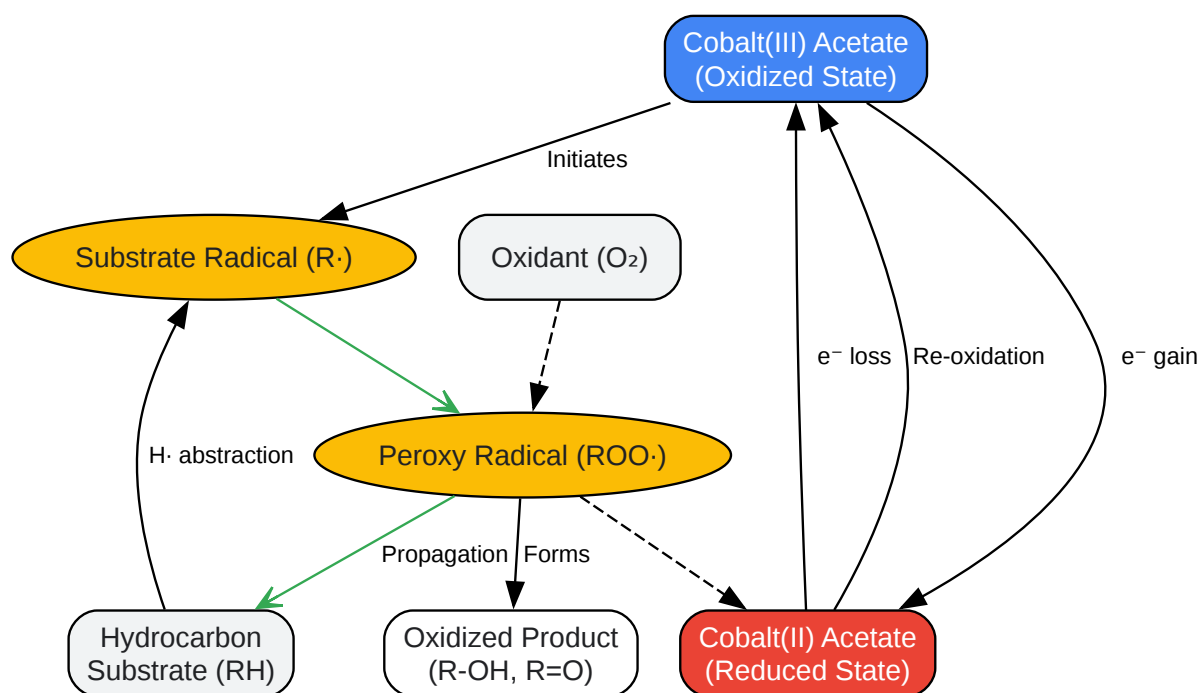 Cobalt(III) Acetate
(Oxidized State)
Initiates
Substrate Radical (R·)
Oxidant (O₂)
e⁻ loss
Re-oxidation
e⁻ gain
H· abstraction
Peroxy Radical (ROO·)
Propagation
Forms
Hydrocarbon
Substrate (RH)
Oxidized Product
(R-OH, R=O)
Cobalt(II) Acetate
(Reduced State)